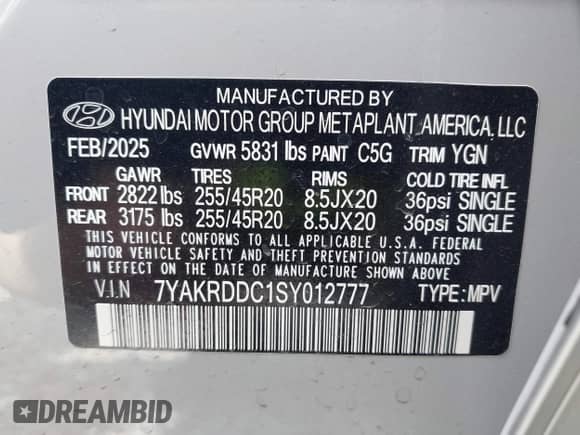 MANUFACTURED BY
HYUNDAI MOTOR GROUP METAPLANT AMERICA, LLC
FEB/2025 GVWR 5831 lbs PAINT C5G TRIM YGN
GAWR TIRES RIMS COLD TIRE INFL
FRONT 2822 lbs 255/45R20 8.5JX20 36psi SINGLE
REAR 3175 lbs 255/45R20 8.5JX20 36psi SINGLE
THIS VEHICLE CONFORMS TO ALL APPLICABLE U.S.A. FEDERAL
MOTOR VEHICLE SAFETY AND THEFT PREVENTION STANDARDS
IN EFFECT ON THE DATE OF MANUFACTURE SHOWN ABOVE
V.I.N 7YAKRDDC1SY012777 TYPE: MPV
DREAMBID